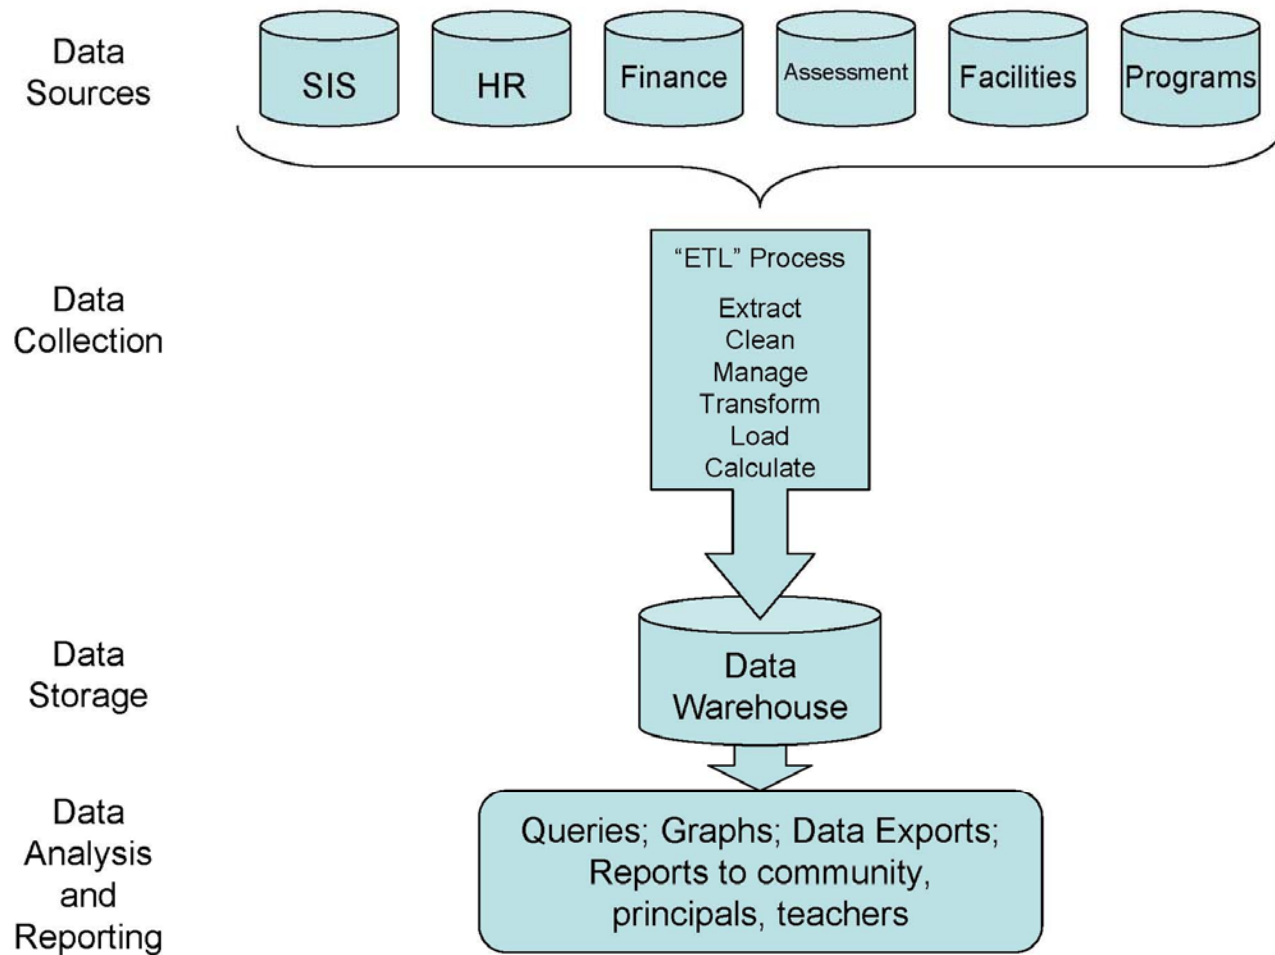 Data
Sources
SIS
HR
Finance
Assessment
Facilities
Programs
Data
Collection
“ETL” Process
Extract
Clean
Manage
Transform
Load
Calculate
Data
Storage
Data
Warehouse
Data
Analysis
and
Reporting
Queries; Graphs; Data Exports;
Reports to community,
principals, teachers